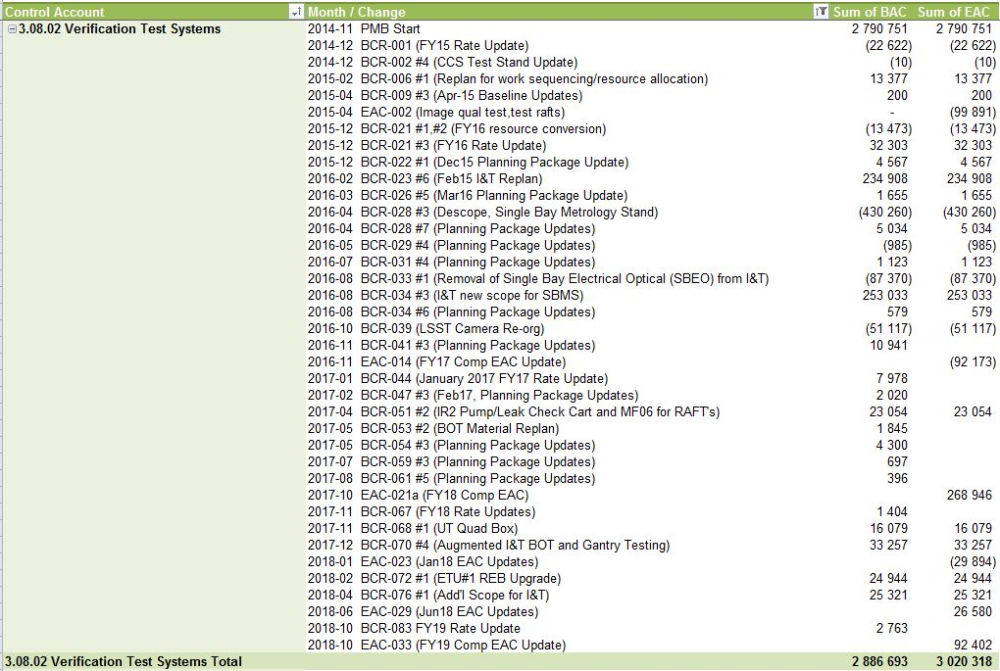 Control Account Month / Change Sum of BAC Sum of EAC
3.08.02 Verification Test Systems 2014-11 PMB Start 2 790 751 2 790 751
2014-12 BCR-001 (FY15 Rate Update) (22 622) (22 622)
2014-12 BCR-002 #4 (CCS Test Stand Update) (10) (10)
2015-02 BCR-006 #1 (Replan for work sequencing/resource allocation) 13 377 13 377
2015-04 BCR-009 #3 (Apr-15 Baseline Updates) 200 200
2015-04 EAC-002 (Image qual test,test rafts) - (99 891)
2015-12 BCR-021 #1,#2 (FY16 resource conversion) (13 473) (13 473)
2015-12 BCR-021 #3 (FY16 Rate Update) 32 303 32 303
2015-12 BCR-022 #1 (Dec15 Planning Package Update) 4 567 4 567
2016-02 BCR-023 #6 (Feb15 I&T Replan) 234 908 234 908
2016-03 BCR-026 #5 (Mar16 Planning Package Update) 1 655 1 655
2016-04 BCR-028 #3 (Descope, Single Bay Metrology Stand) (430 260) (430 260)
2016-04 BCR-028 #7 (Planning Package Updates) 5 034 5 034
2016-05 BCR-029 #4 (Planning Package Updates) (985) (985)
2016-07 BCR-031 #4 (Planning Package Updates) 1 123 1 123
2016-08 BCR-033 #1 (Removal of Single Bay Electrical Optical (SBEO) from I&T) (87 370) (87 370)
2016-08 BCR-034 #3 (I&T new scope for SBMS) 253 033 253 033
2016-08 BCR-034 #6 (Planning Package Updates) 579 579
2016-10 BCR-039 (LSST Camera Re-org) (51 117) (51 117)
2016-11 BCR-041 #3 (Planning Package Updates) 10 941
2016-11 EAC-014 (FY17 Comp EAC Update) (92 173)
2017-01 BCR-044 (January 2017 FY17 Rate Update) 7 978
2017-02 BCR-047 #3 (Feb17, Planning Package Updates) 2 020
2017-04 BCR-051 #2 (IR2 Pump/Leak Check Cart and MF06 for RAFT's) 23 054 23 054
2017-05 BCR-053 #2 (BOT Material Replan) 1 845
2017-05 BCR-054 #3 (Planning Package Updates) 4 300
2017-07 BCR-059 #3 (Planning Package Updates) 697
2017-08 BCR-061 #5 (Planning Package Updates) 396
2017-10 EAC-021a (FY18 Comp EAC) 268 946
2017-11 BCR-067 (FY18 Rate Updates) 1 404
2017-11 BCR-068 #1 (UT Quad Box) 16 079 16 079
2017-12 BCR-070 #4 (Augmented I&T BOT and Gantry Testing) 33 257 33 257
2018-01 EAC-023 (Jan18 EAC Updates) (29 894)
2018-02 BCR-072 #1 (ETU#1 REB Upgrade) 24 944 24 944
2018-04 BCR-076 #1 (Add'l Scope for I&T) 25 321 25 321
2018-06 EAC-029 (Jun18 EAC Updates) 26 580
2018-10 BCR-083 FY19 Rate Update 2 763
2018-10 EAC-033 (FY19 Comp EAC Update) 92 402
3.08.02 Verification Test Systems Total 2 886 693 3 020 318